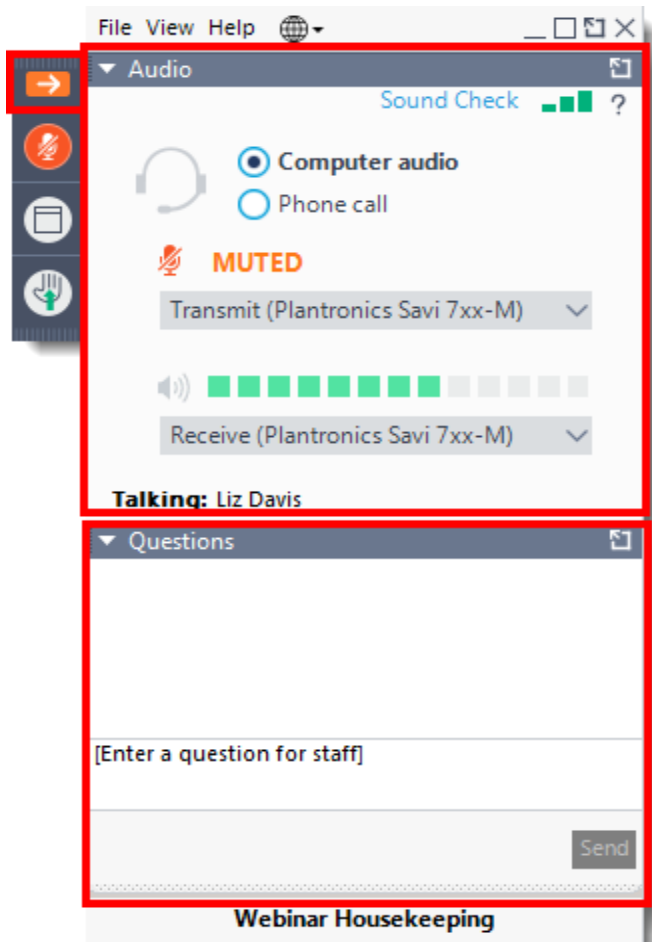 File View Help
Audio
Sound Check ?
Computer audio
Phone call
MUTED
Transmit (Plantronics Savi 7xx-M)
Receive (Plantronics Savi 7xx-M)
Talking: Liz Davis
Questions
[Enter a question for staff]
Send
Webinar Housekeeping